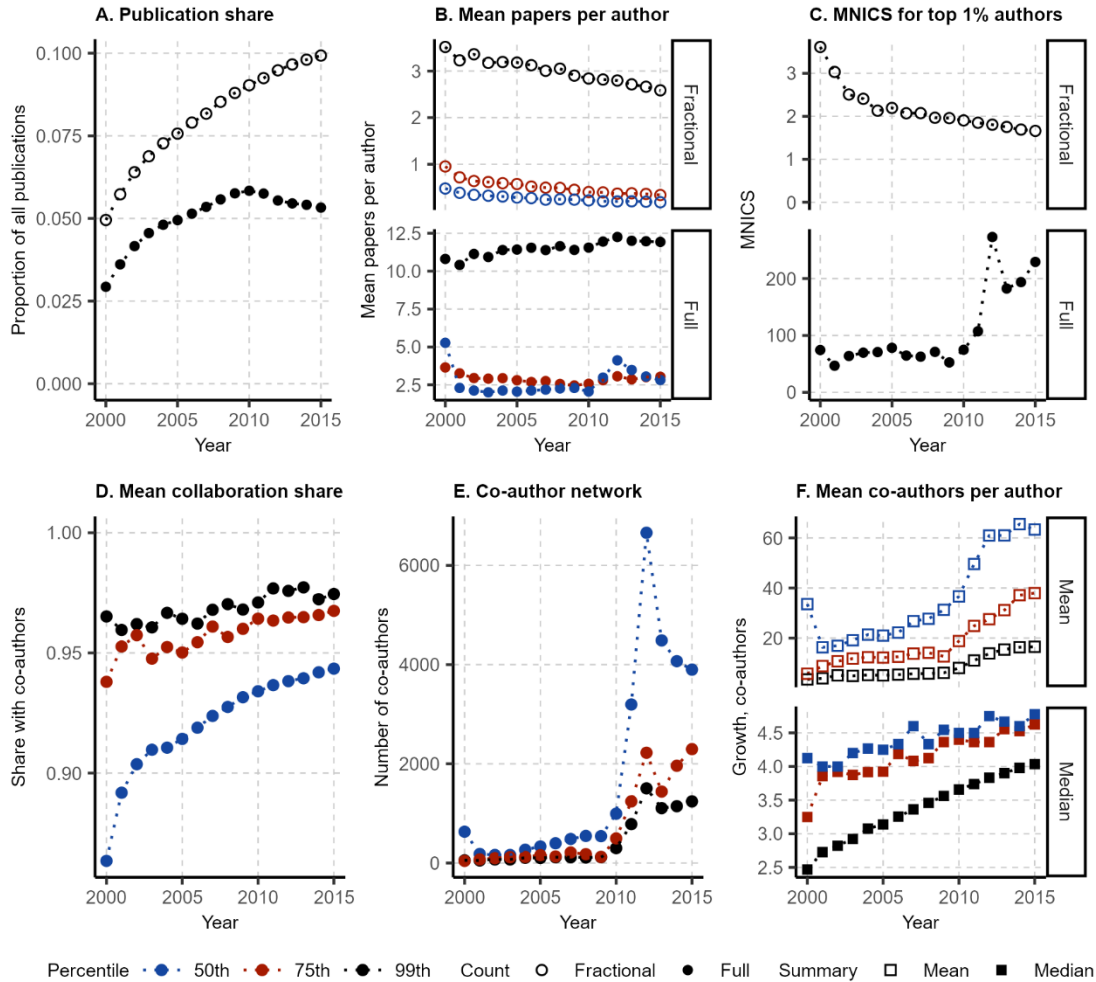 A. Publication share
B. Mean papers per author
C. MNICS for top 1% authors
Proportion of all publications
0.100
0.075
0.050
0.025
0.000
2000 2005 2010 2015
Year
Mean papers per author
3
2
1
Fractional
12.5
10.0
5.0
2.5
Full
2000 2005 2010 2015
Year
MNICS
3
2
1
0
Fractional
200
100
0
Full
2000 2005 2010 2015
Year
D. Mean collaboration share
E. Co-author network
F. Mean co-authors per author
Share with co-authors
1.00
0.95
0.90
2000 2005 2010 2015
Year
Number of co-authors
6000
4000
2000
0
2000 2005 2010 2015
Year
Growth, co-authors
60
40
20
Mean
4.5
4.0
3.5
3.0
2.5
Median
2000 2005 2010 2015
Year
Percentile 50th 75th 99th Count Fractional Full Summary Mean Median